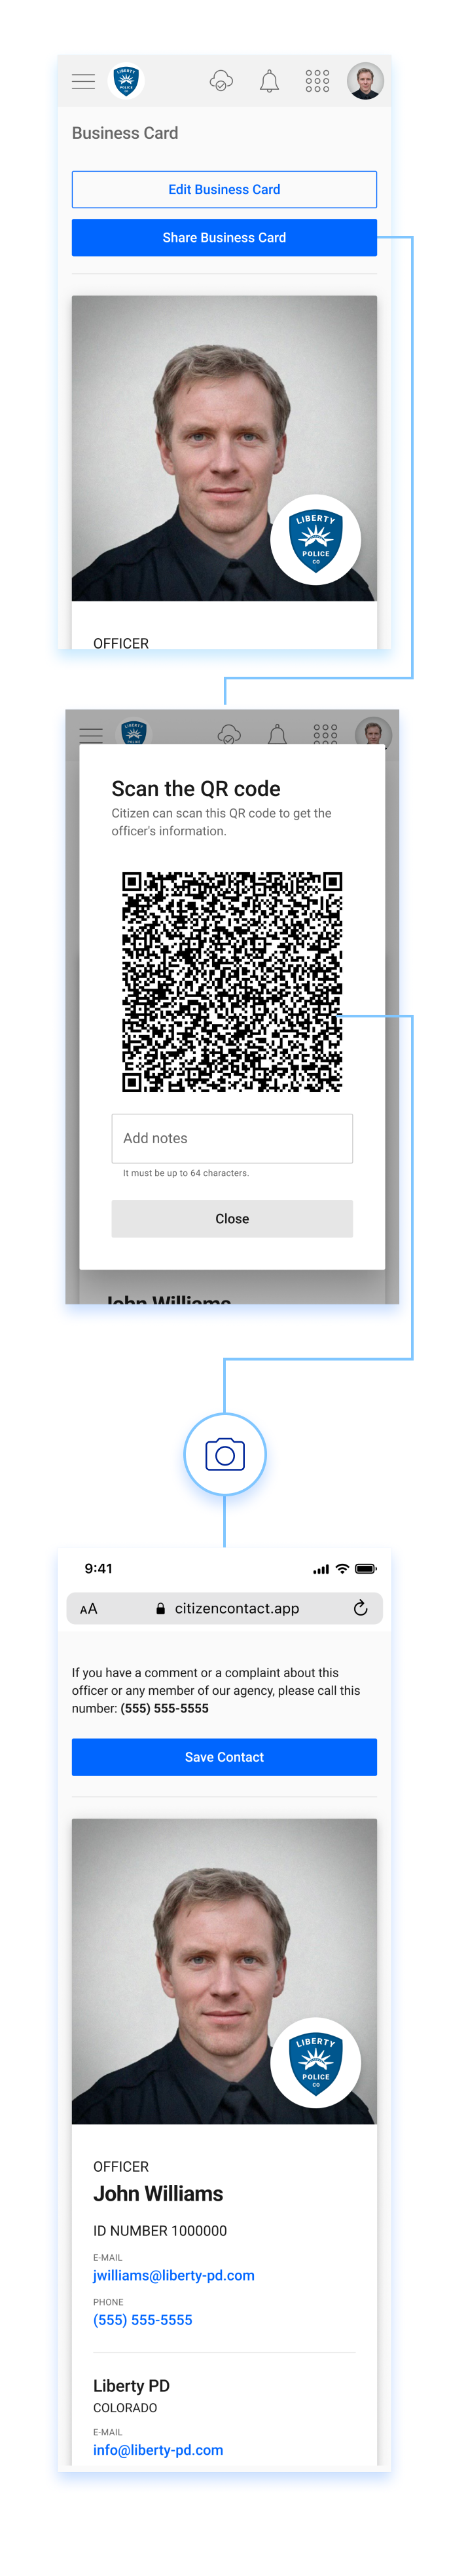 Business Card
Edit Business Card
Share Business Card
LIBERTY
POLICE
CO
OFFICER
Scan the QR code
Citizen can scan this QR code to get the
officer's information.
Add notes
It must be up to 64 characters.
Close
John Williams
9:41
AA citizencontact.app
If you have a comment or a complaint about this
officer or any member of our agency, please call this
number: (555) 555-5555
Save Contact
LIBERTY
POLICE
CO
OFFICER
John Williams
ID NUMBER 1000000
E-MAIL
jwilliams@liberty-pd.com
PHONE
(555) 555-5555
Liberty PD
COLORADO
E-MAIL
info@liberty-pd.com